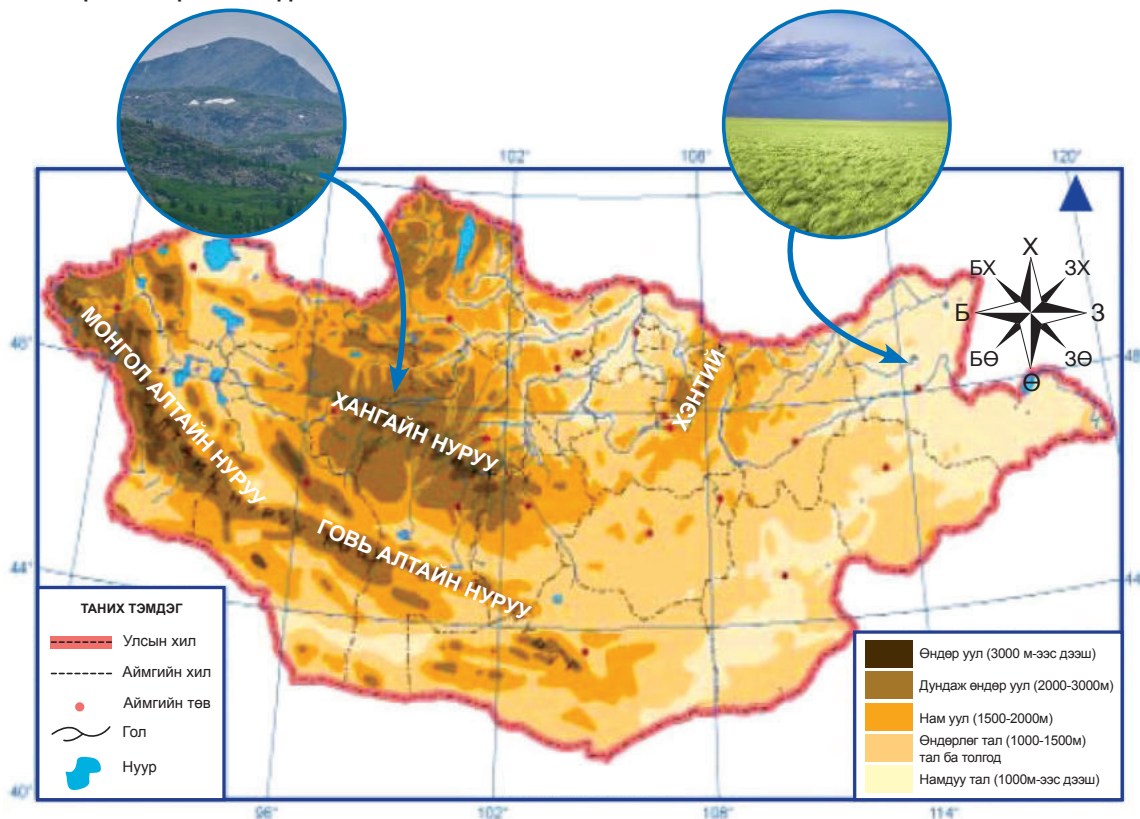 102°
108°
120°
Х
БХ
ЗХ
Б
З
БӨ
ЗӨ
Ө
48°
48°
МОНГОЛ АЛТАЙН НУРУУ
ХАНГАЙН НУРУУ
ХЭНТИЙ
ГОВЬ АЛТАЙН НУРУУ
44°
44
ТАНИХ ТЭМДЭГ
Улсын хил
Аймгийн хил
Аймгийн төв
Гол
Нуур
Өндөр уул (3000 м-ээс дээш)
Дундаж өндөр уул (2000-3000м)
Нам уул (1500-2000м)
Өндөрлөг тал (1000-1500м)
тал ба толгод
Намдуу тал (1000м-ээс дээш)
40°
96°
102°
108°
114°